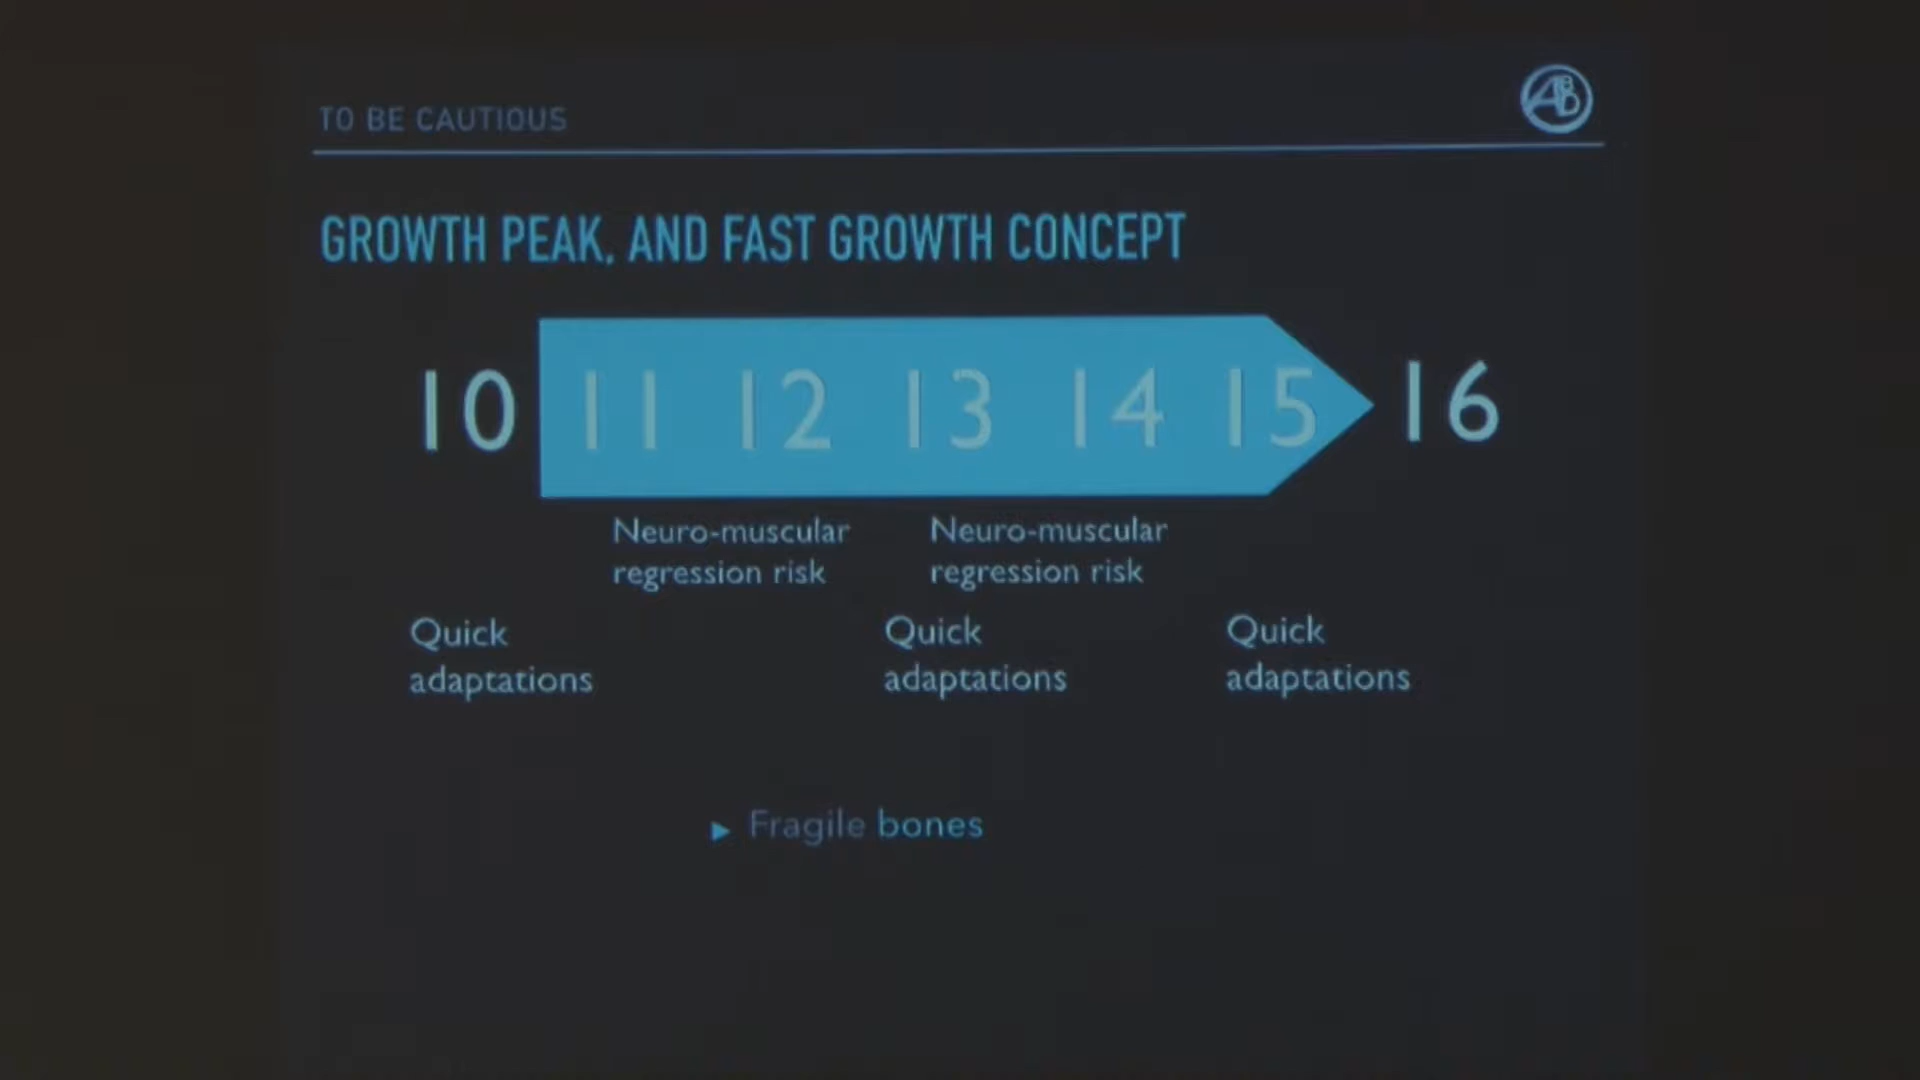 TO BE CAUTIOUS
ABD
GROWTH PEAK, AND FAST GROWTH CONCEPT
10 11 12 13 14 15 16
Neuro-muscular
regression risk
Neuro-muscular
regression risk
Quick
adaptations
Quick
adaptations
Quick
adaptations
▸ Fragile bones